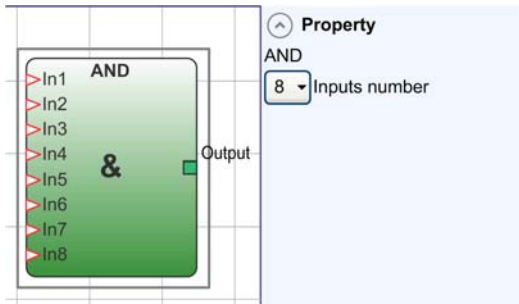 AND
In1
In2
In3
In4
In5
In6
In7
In8
&
Output
Property
AND
8 Inputs number